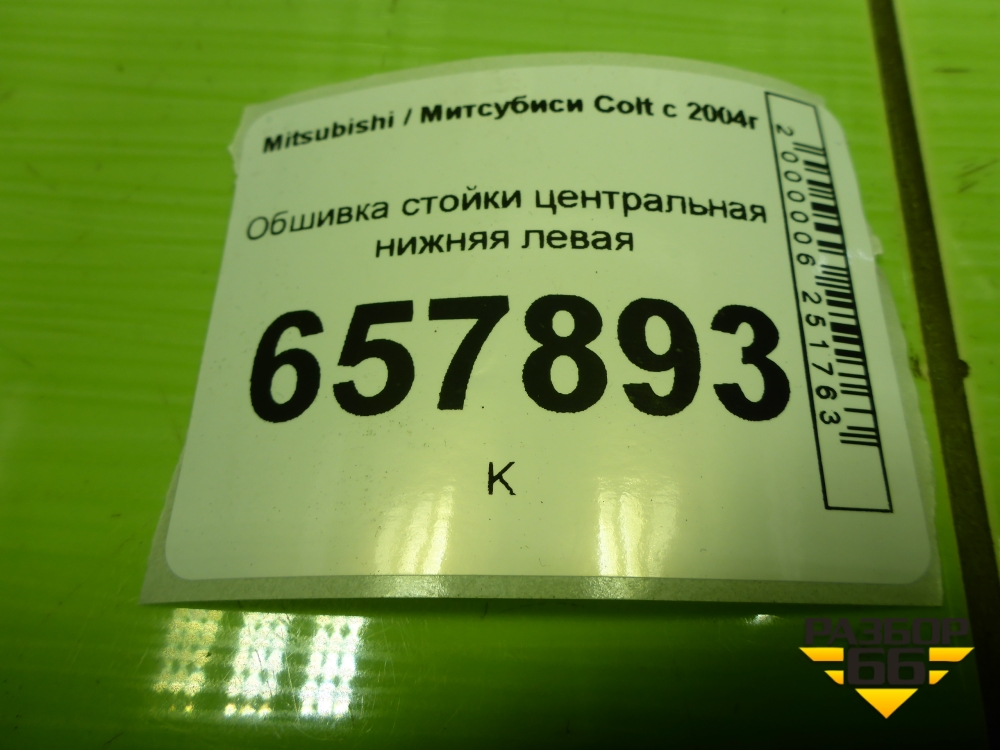 Mitsubishi / Митсубиси Colt с 2004г
Обшивка стойки центральная
нижняя левая
657893
К
2000006251763
РАЗБОР
66